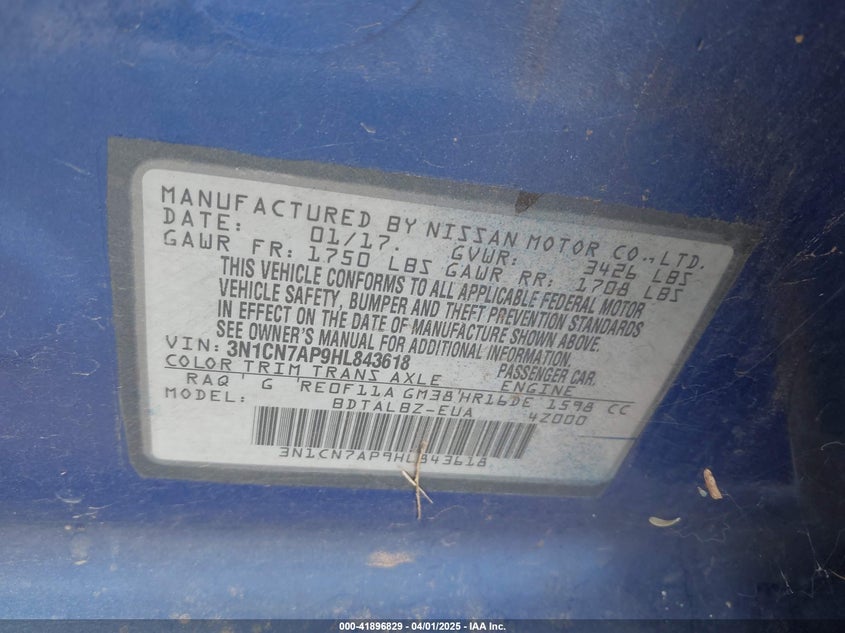 MANUFACTURED BY NISSAN MOTOR CO.,LTD.
DATE: 01/17. GVWR: 3426 LBS
GAWR FR: 1750 LBS GAWR RR: 1708 LBS
THIS VEHICLE CONFORMS TO ALL APPLICABLE FEDERAL MOTOR
VEHICLE SAFETY, BUMPER AND THEFT PREVENTION STANDARDS
IN EFFECT ON THE DATE OF MANUFACTURE SHOWN ABOVE.
SEE OWNER'S MANUAL FOR ADDITIONAL INFORMATION.
VIN: 3N1CN7AP9HL843618 PASSENGER CAR.
COLOR TRIM TRANS AXLE ENGINE
RAQ G RE0F11A GM38 HR16DE 1598 CC
MODEL: BDTALBZ-EUA 42000
3N1CN7AP9HL843618
000-41896829 - 04/01/2025 - IAA Inc.